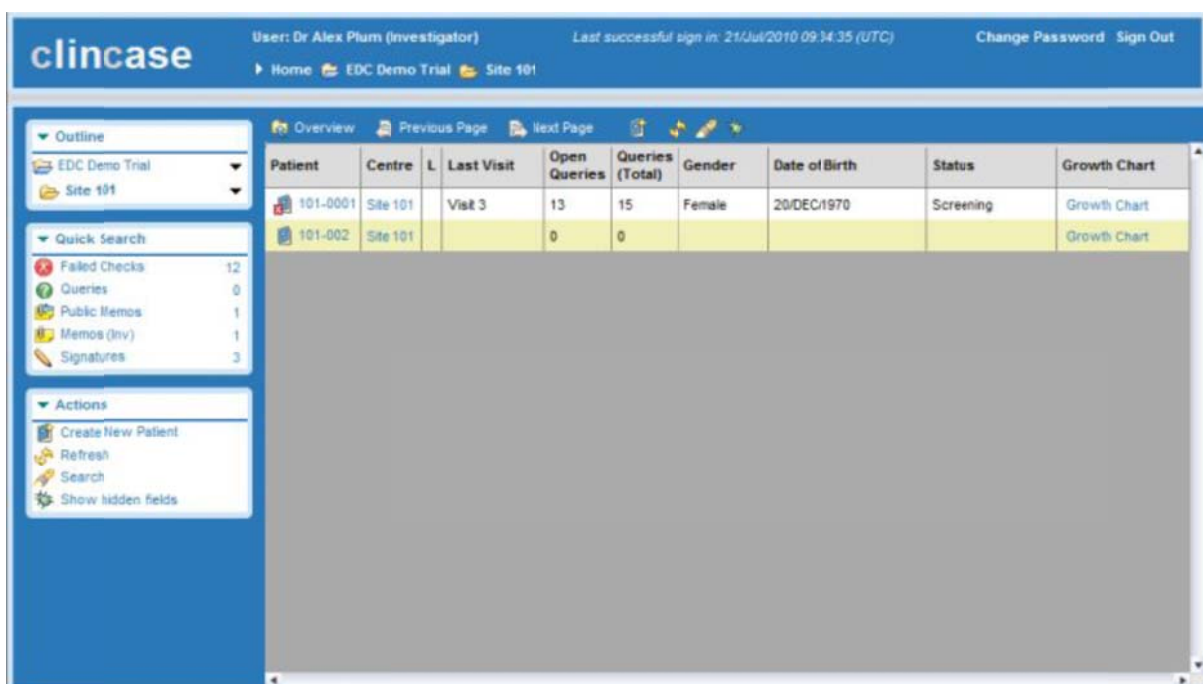 clincase
User: Dr Alex Plum (Investigator) Last successful sign in: 21/Jul/2010 09:34:35 (UTC) Change Password Sign Out
Home EDC Demo Trial Site 101
Outline
EDC Demo Trial
Site 101
Quick Search
Failed Checks 12
Queries 0
Public Memos 1
Memos (Inv) 1
Signatures 3
Actions
Create New Patient
Refresh
Search
Show hidden fields
Overview Previous Page Next Page
Patient Centre L Last Visit Open Queries Queries (Total) Gender Date of Birth Status Growth Chart
101-0001 Site 101 Visit 3 13 15 Female 20/DEC/1970 Screening Growth Chart
101-002 Site 101 0 0 Growth Chart